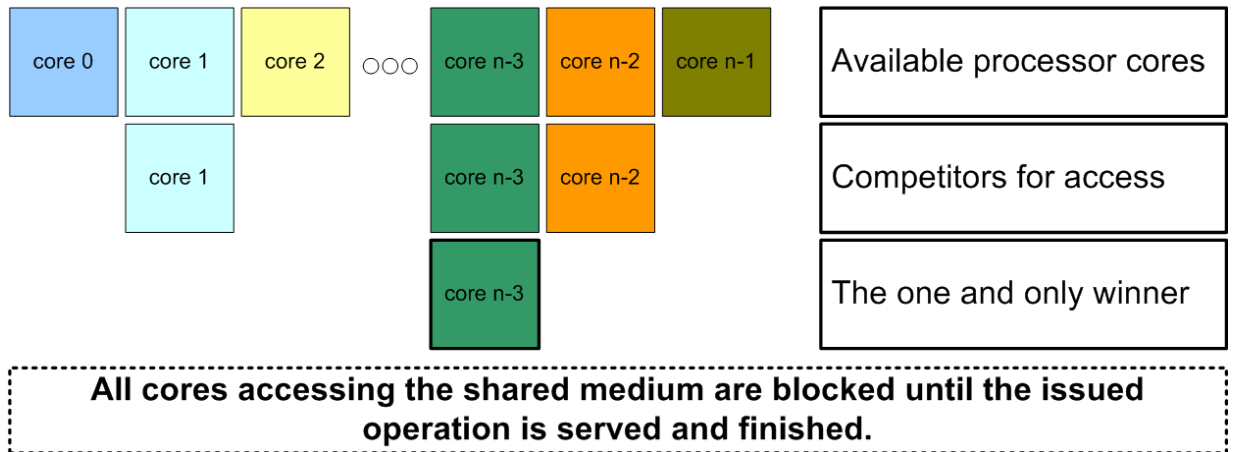 core 0 core 1 core 2 ○○○ core n-3 core n-2 core n-1 Available processor cores
core 1 core n-3 core n-2 Competitors for access
core n-3 The one and only winner
All cores accessing the shared medium are blocked until the issued
operation is served and finished.